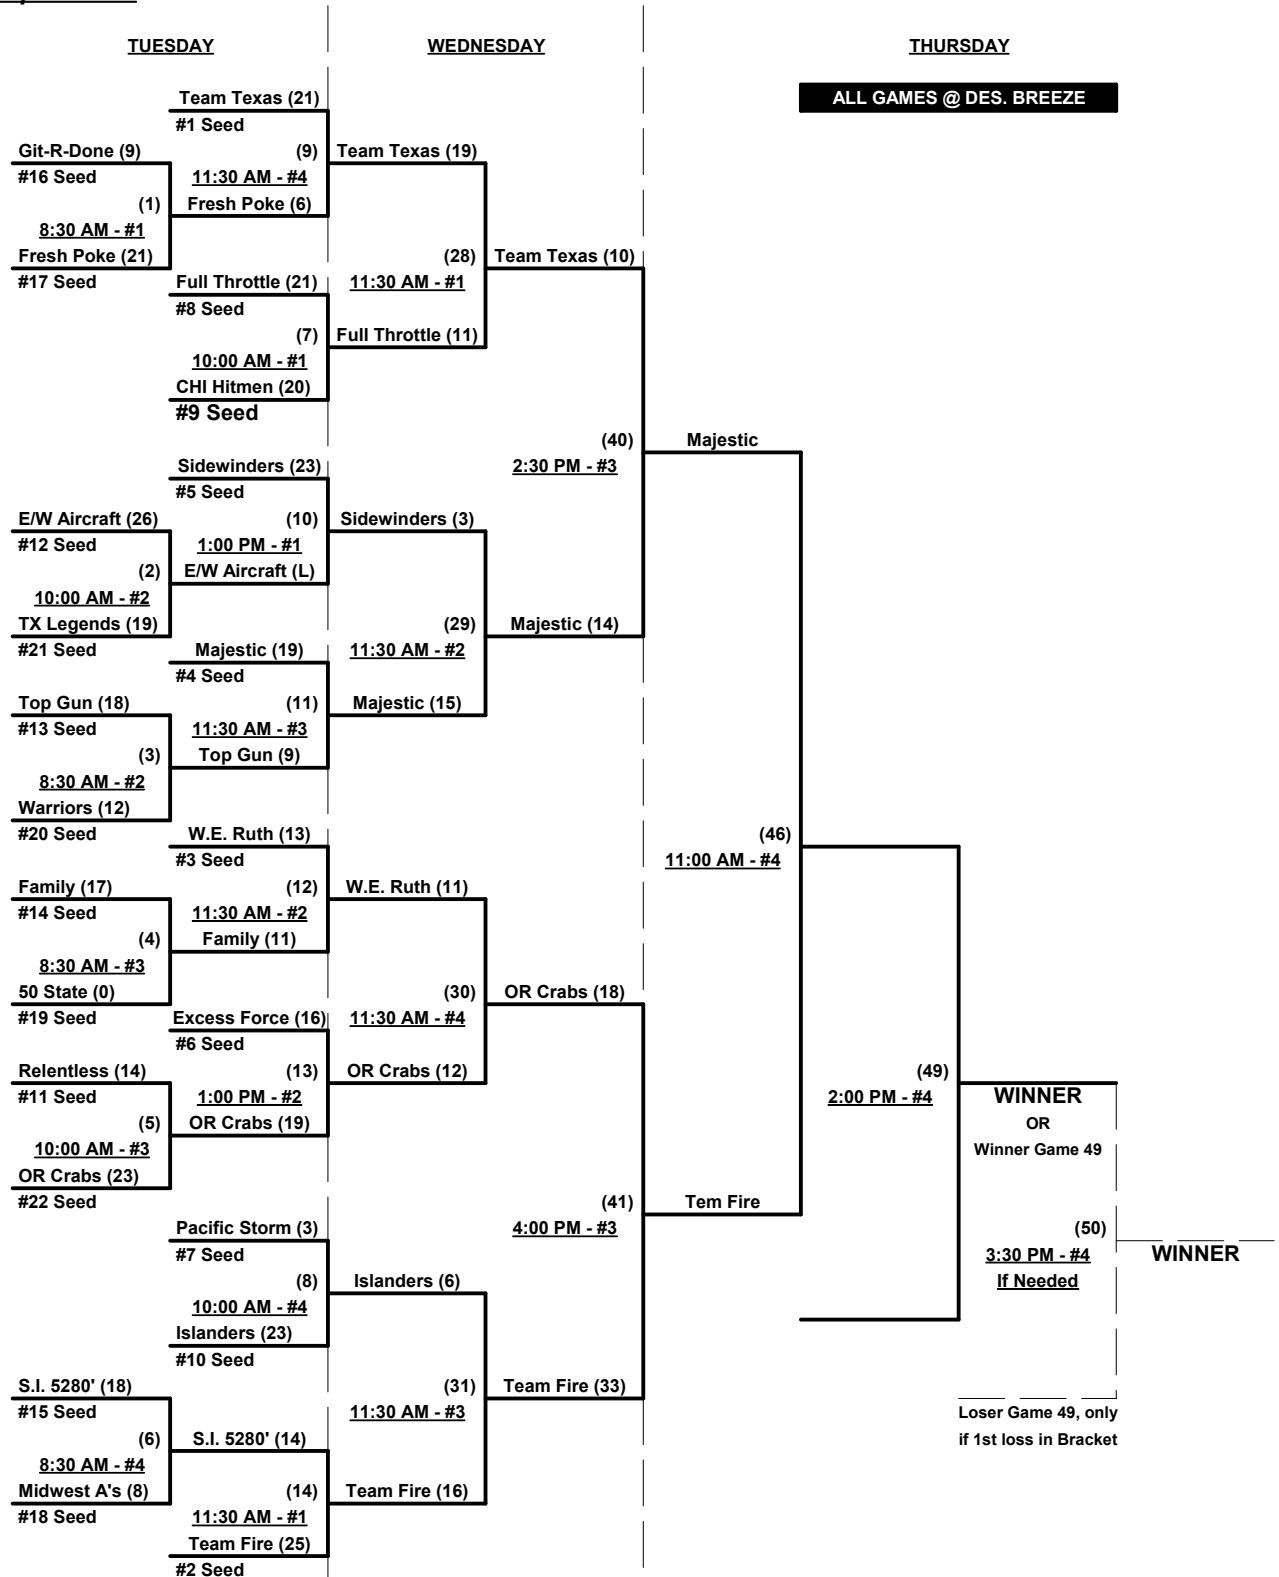 TUESDAY
WEDNESDAY
THURSDAY
ALL GAMES @ DES. BREEZE
Team Texas (21)
#1 Seed
Git-R-Done (9)
#16 Seed
(9)
11:30 AM - #4
Team Texas (19)
(1)
8:30 AM - #1
Fresh Poke (6)
Fresh Poke (21)
#17 Seed
(28)
11:30 AM - #1
Team Texas (10)
Full Throttle (21)
#8 Seed
(7)
10:00 AM - #1
Full Throttle (11)
CHI Hitmen (20)
#9 Seed
(40)
2:30 PM - #3
Majestic
Sidewinders (23)
#5 Seed
E/W Aircraft (26)
#12 Seed
(10)
1:00 PM - #1
Sidewinders (3)
(2)
10:00 AM - #2
E/W Aircraft (L)
TX Legends (19)
#21 Seed
(29)
11:30 AM - #2
Majestic (14)
Majestic (19)
#4 Seed
Top Gun (18)
#13 Seed
(11)
11:30 AM - #3
Majestic (15)
(3)
8:30 AM - #2
Top Gun (9)
Warriors (12)
#20 Seed
W.E. Ruth (13)
#3 Seed
(46)
11:00 AM - #4
Family (17)
#14 Seed
(12)
11:30 AM - #2
W.E. Ruth (11)
(4)
8:30 AM - #3
Family (11)
50 State (0)
#19 Seed
(30)
11:30 AM - #4
OR Crabs (18)
Excess Force (16)
#6 Seed
Relentless (14)
#11 Seed
(13)
1:00 PM - #2
OR Crabs (12)
(49)
2:00 PM - #4
WINNER
OR
Winner Game 49
(5)
10:00 AM - #3
OR Crabs (19)
OR Crabs (23)
#22 Seed
(41)
4:00 PM - #3
Tem Fire
Pacific Storm (3)
#7 Seed
(8)
10:00 AM - #4
Islanders (6)
(50)
3:30 PM - #4
If Needed
WINNER
Islanders (23)
#10 Seed
S.I. 5280' (18)
#15 Seed
(31)
11:30 AM - #3
Team Fire (33)
Loser Game 49, only
if 1st loss in Bracket
(6)
8:30 AM - #4
S.I. 5280' (14)
Midwest A's (8)
#18 Seed
(14)
11:30 AM - #1
Team Fire (16)
Team Fire (25)
#2 Seed